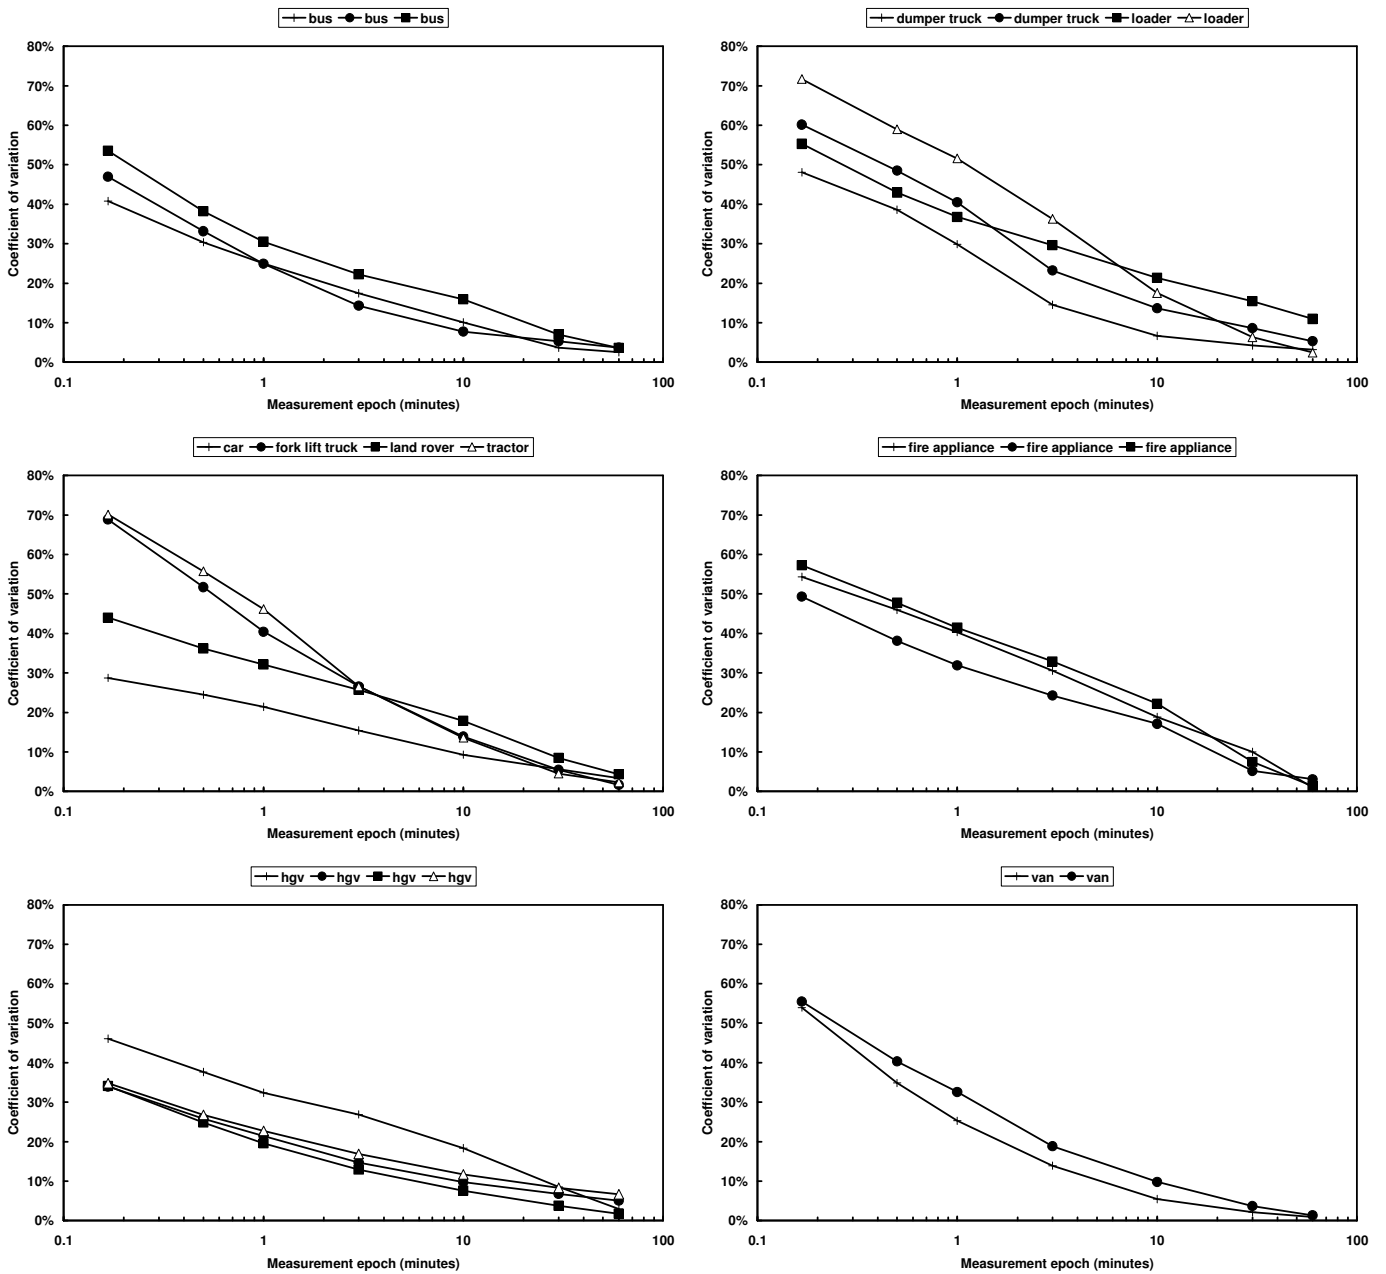 bus bus bus
80%
70%
60%
50%
40%
30%
20%
10%
0%
Coefficient of variation
0.1 1 10 100
Measurement epoch (minutes)
dumper truck dumper truck loader loader
80%
70%
60%
50%
40%
30%
20%
10%
0%
Coefficient of variation
0.1 1 10 100
Measurement epoch (minutes)
car fork lift truck land rover tractor
80%
70%
60%
50%
40%
30%
20%
10%
0%
Coefficient of variation
0.1 1 10 100
Measurement epoch (minutes)
fire appliance fire appliance fire appliance
80%
70%
60%
50%
40%
30%
20%
10%
0%
Coefficient of variation
0.1 1 10 100
Measurement epoch (minutes)
hgv hgv hgv hgv
80%
70%
60%
50%
40%
30%
20%
10%
0%
Coefficient of variation
0.1 1 10 100
Measurement epoch (minutes)
van van
80%
70%
60%
50%
40%
30%
20%
10%
0%
Coefficient of variation
0.1 1 10 100
Measurement epoch (minutes)